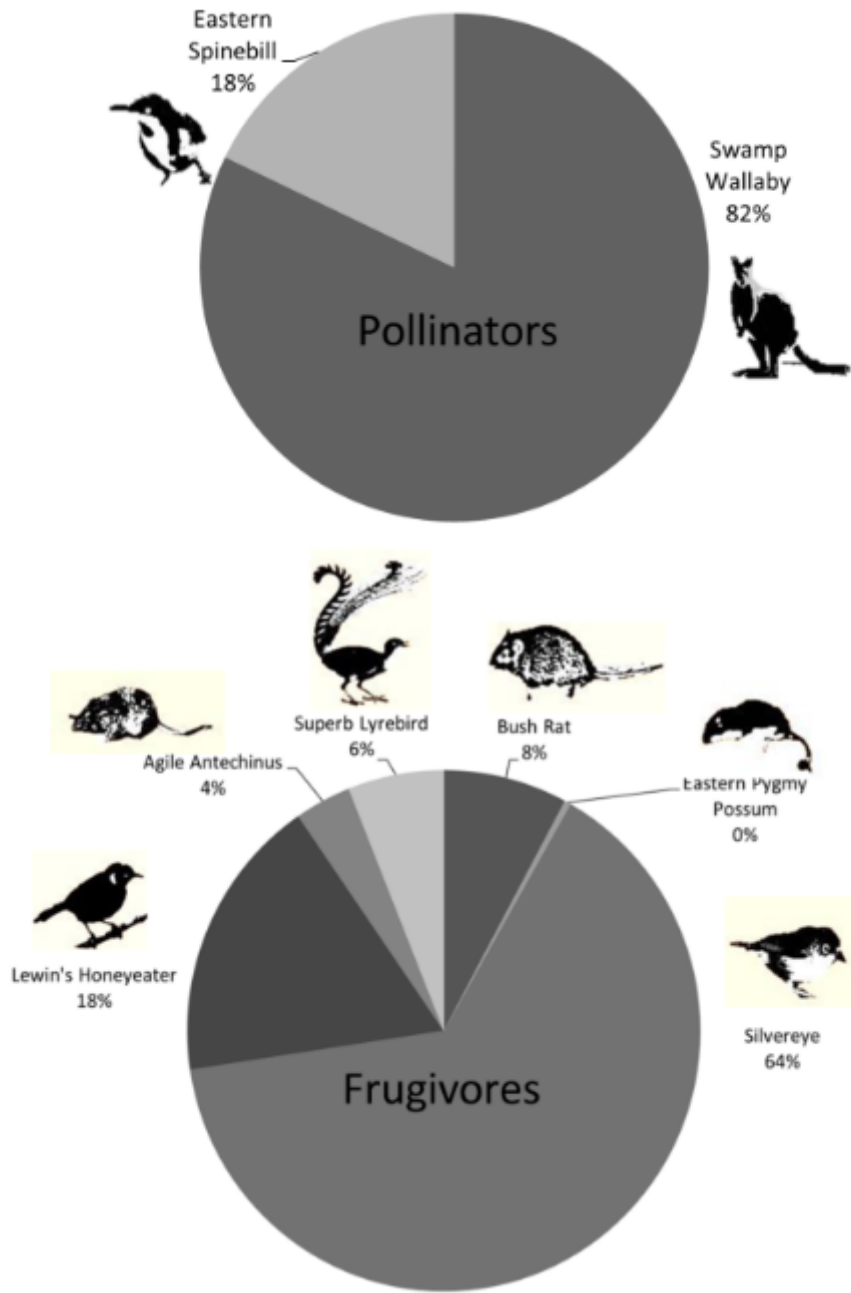 Eastern
Spinebill
18%
Swamp
Wallaby
82%
Pollinators
Superb Lyrebird
6%
Bush Rat
8%
Agile Antechinus
4%
Eastern Pygmy
Possum
0%
Lewin's Honeyeater
18%
Silvereye
64%
Frugivores